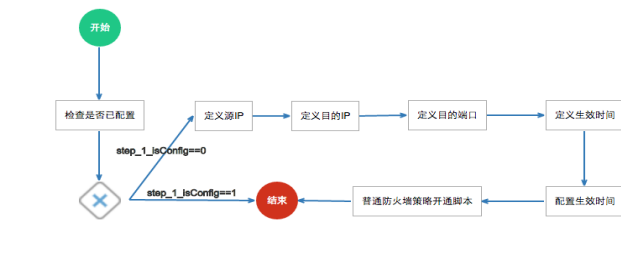 开始
检查是否已配置
定义源IP
定义目的IP
定义目的端口
定义生效时间
step_1_isConfig==0
step_1_isConfig==1
结束
普通防火墙策略开通脚本
配置生效时间